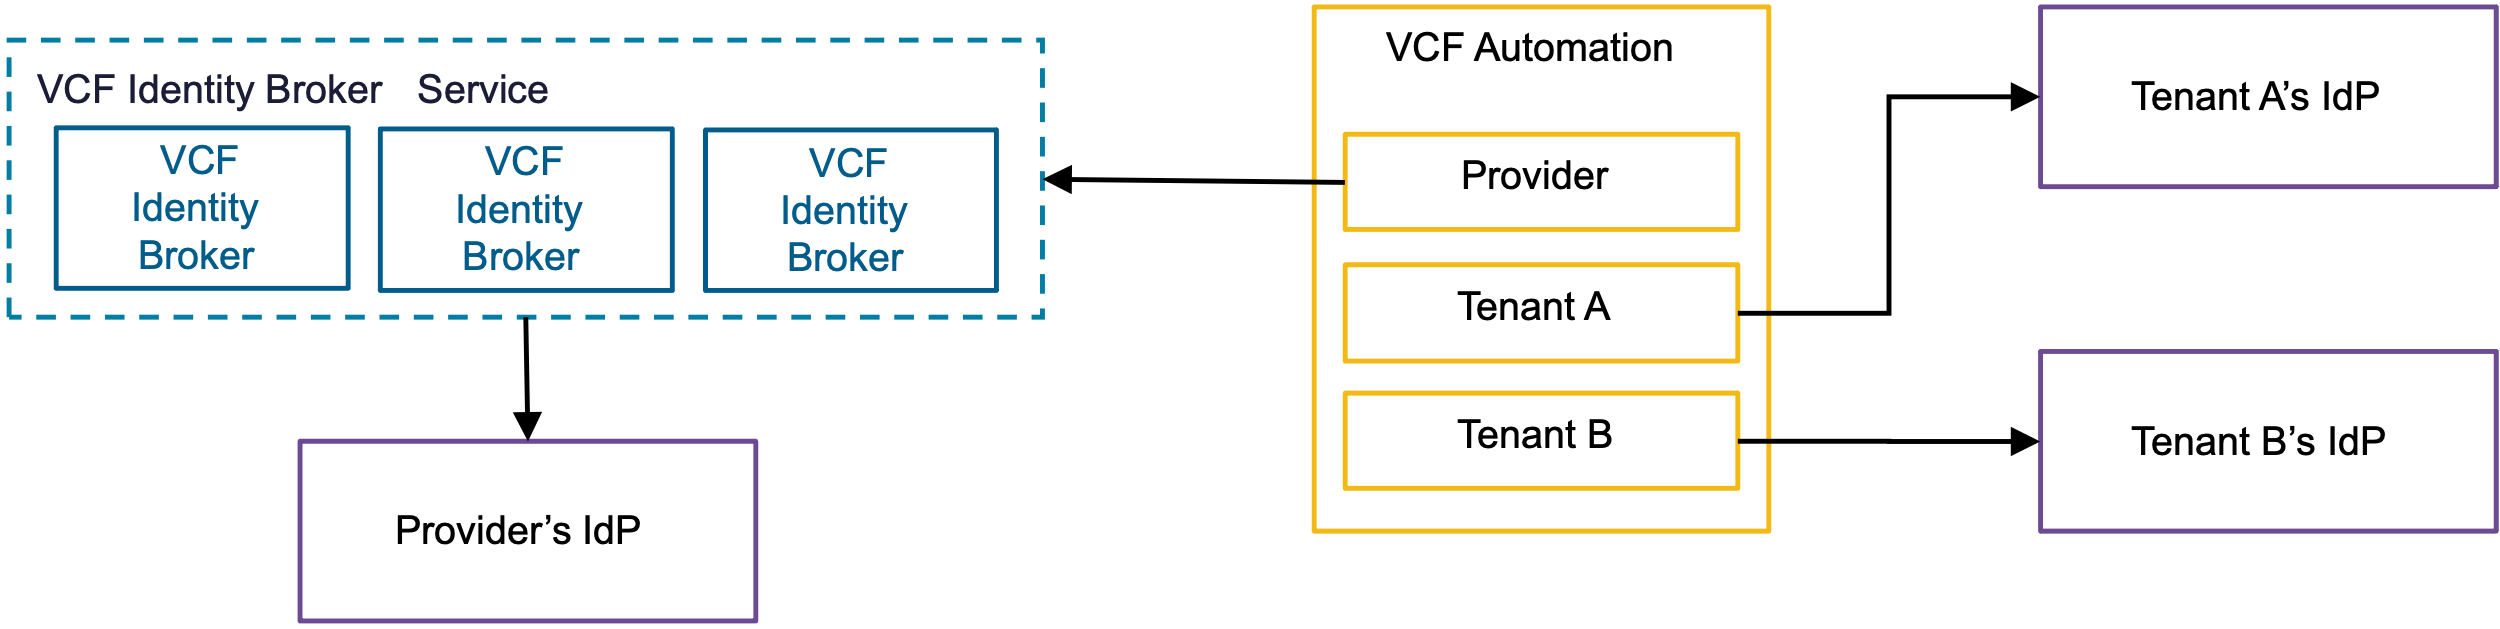 VCF Identity Broker Service
VCF
Identity
Broker
VCF
Identity
Broker
VCF
Identity
Broker
Provider’s IdP
VCF Automation
Provider
Tenant A
Tenant B
Tenant A’s IdP
Tenant B’s IdP